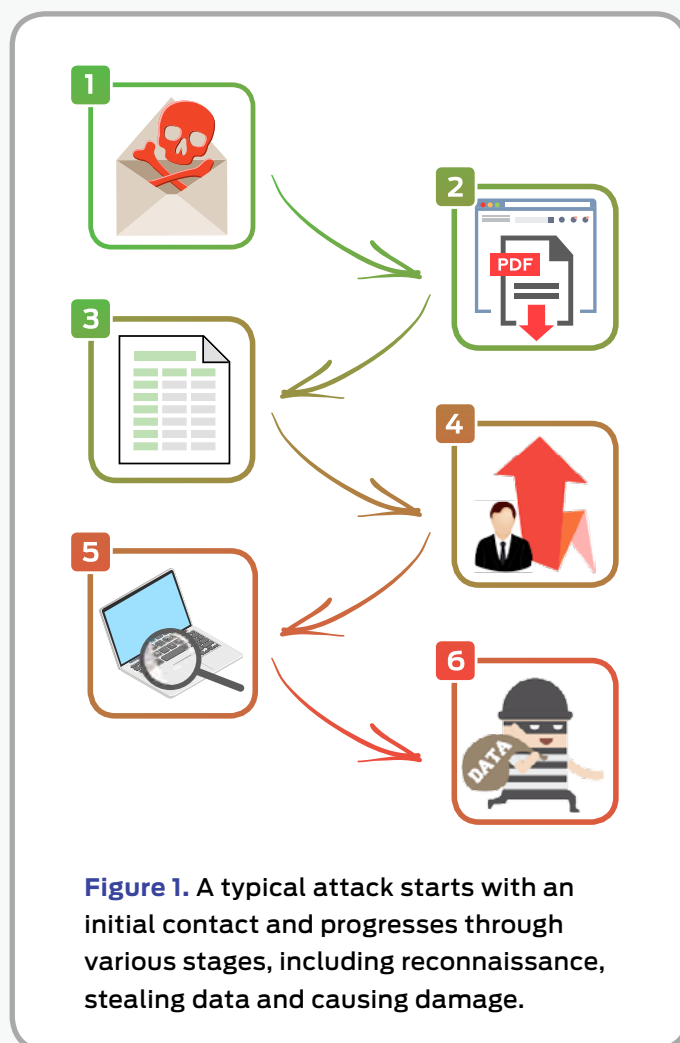 1
2
PDF
3
4
5
6
DATA
Figure 1. A typical attack starts with an
initial contact and progresses through
various stages, including reconnaissance,
stealing data and causing damage.